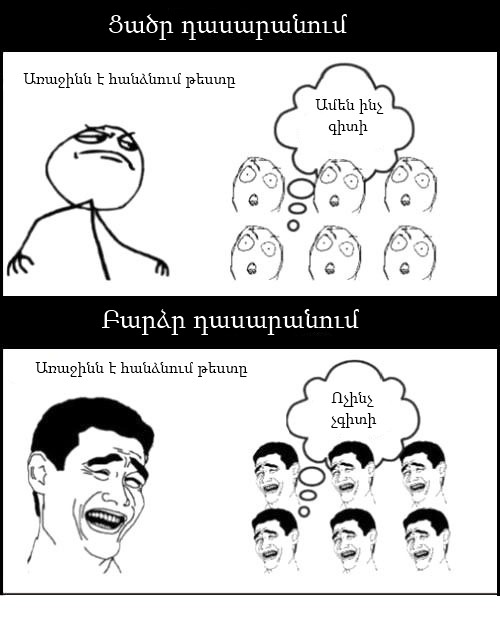 Ցածր դասարանում
Առաջինն է հանձնում թեստը
Ամեն ինչ
գիտի
Բարձր դասարանում
Առաջինն է հանձնում թեստը
Ոչինչ
չգիտի